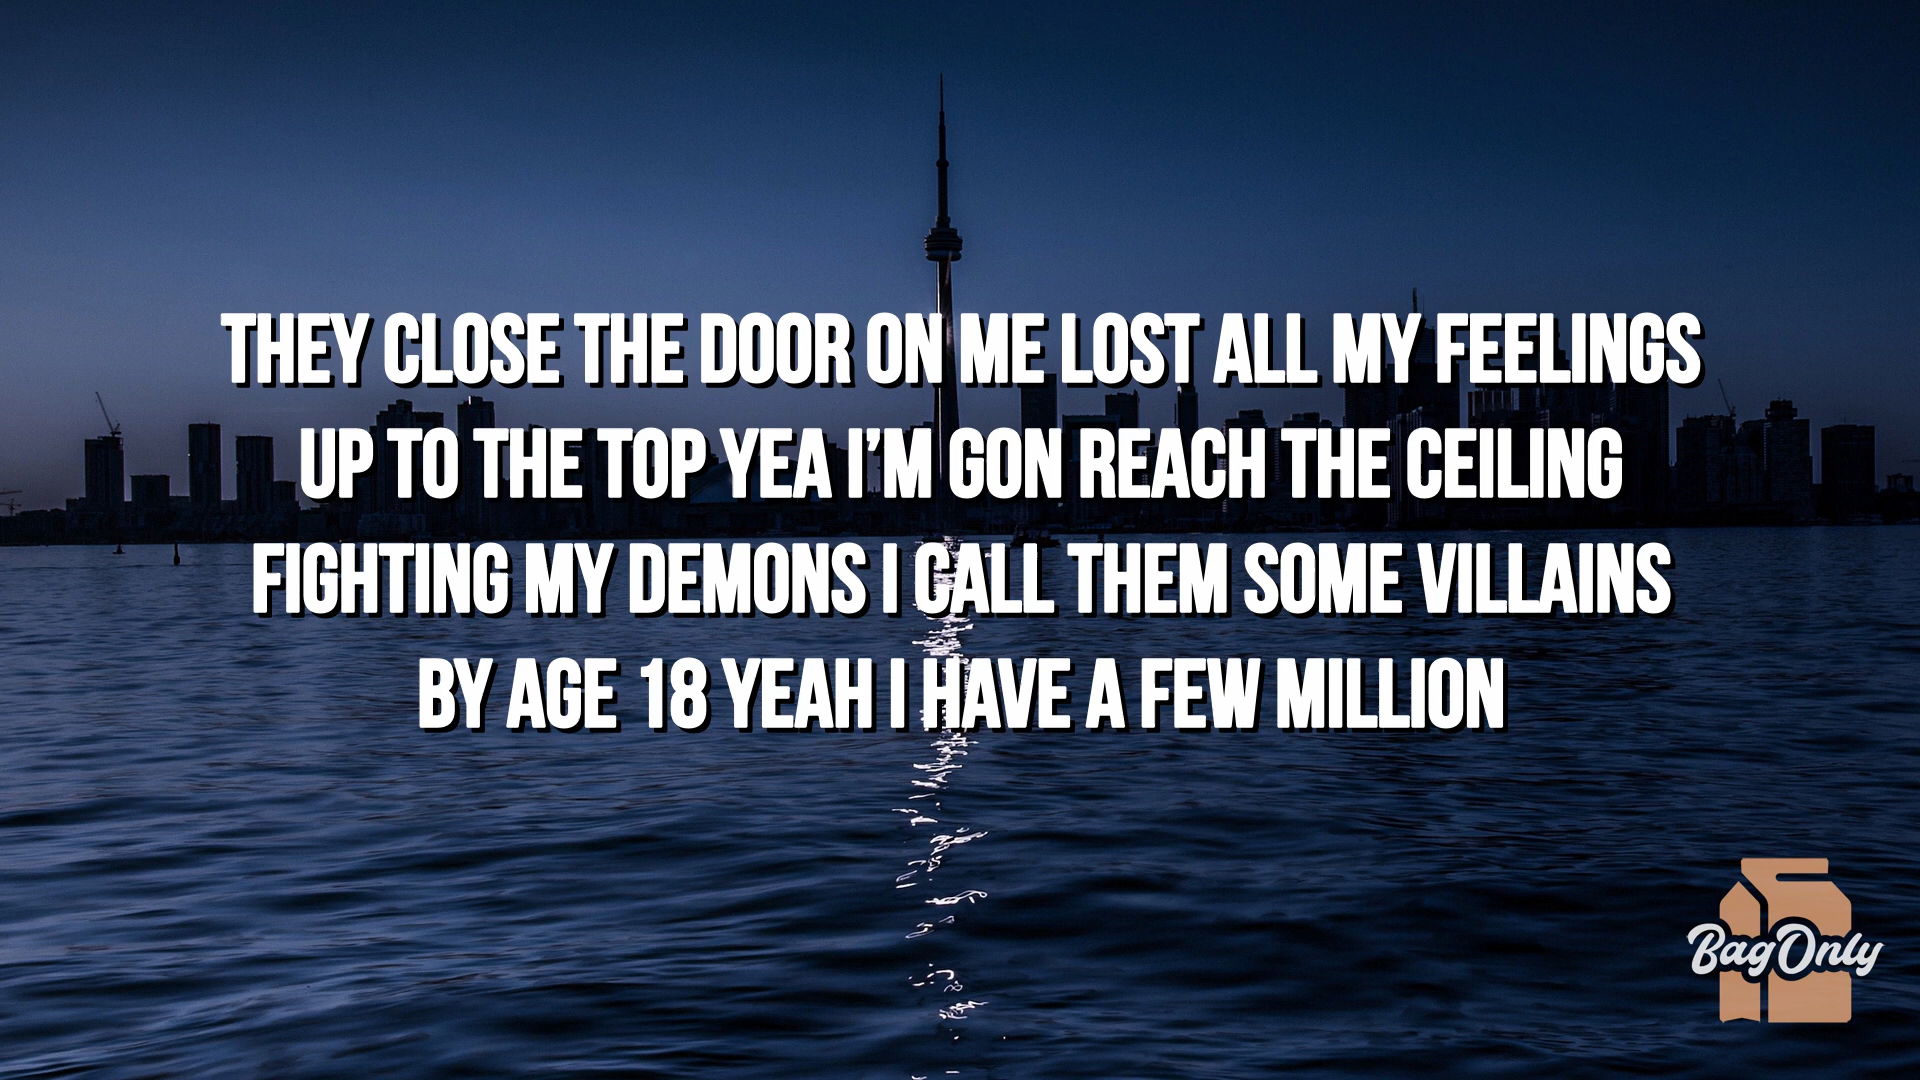 THEY CLOSE THE DOOR ON ME LOST ALL MY FEELINGS
UP TO THE TOP YEA I'M GON REACH THE CEILING
FIGHTING MY DEMONS I CALL THEM SOME VILLAINS
BY AGE 18 YEAH I HAVE A FEW MILLION
BagOnly